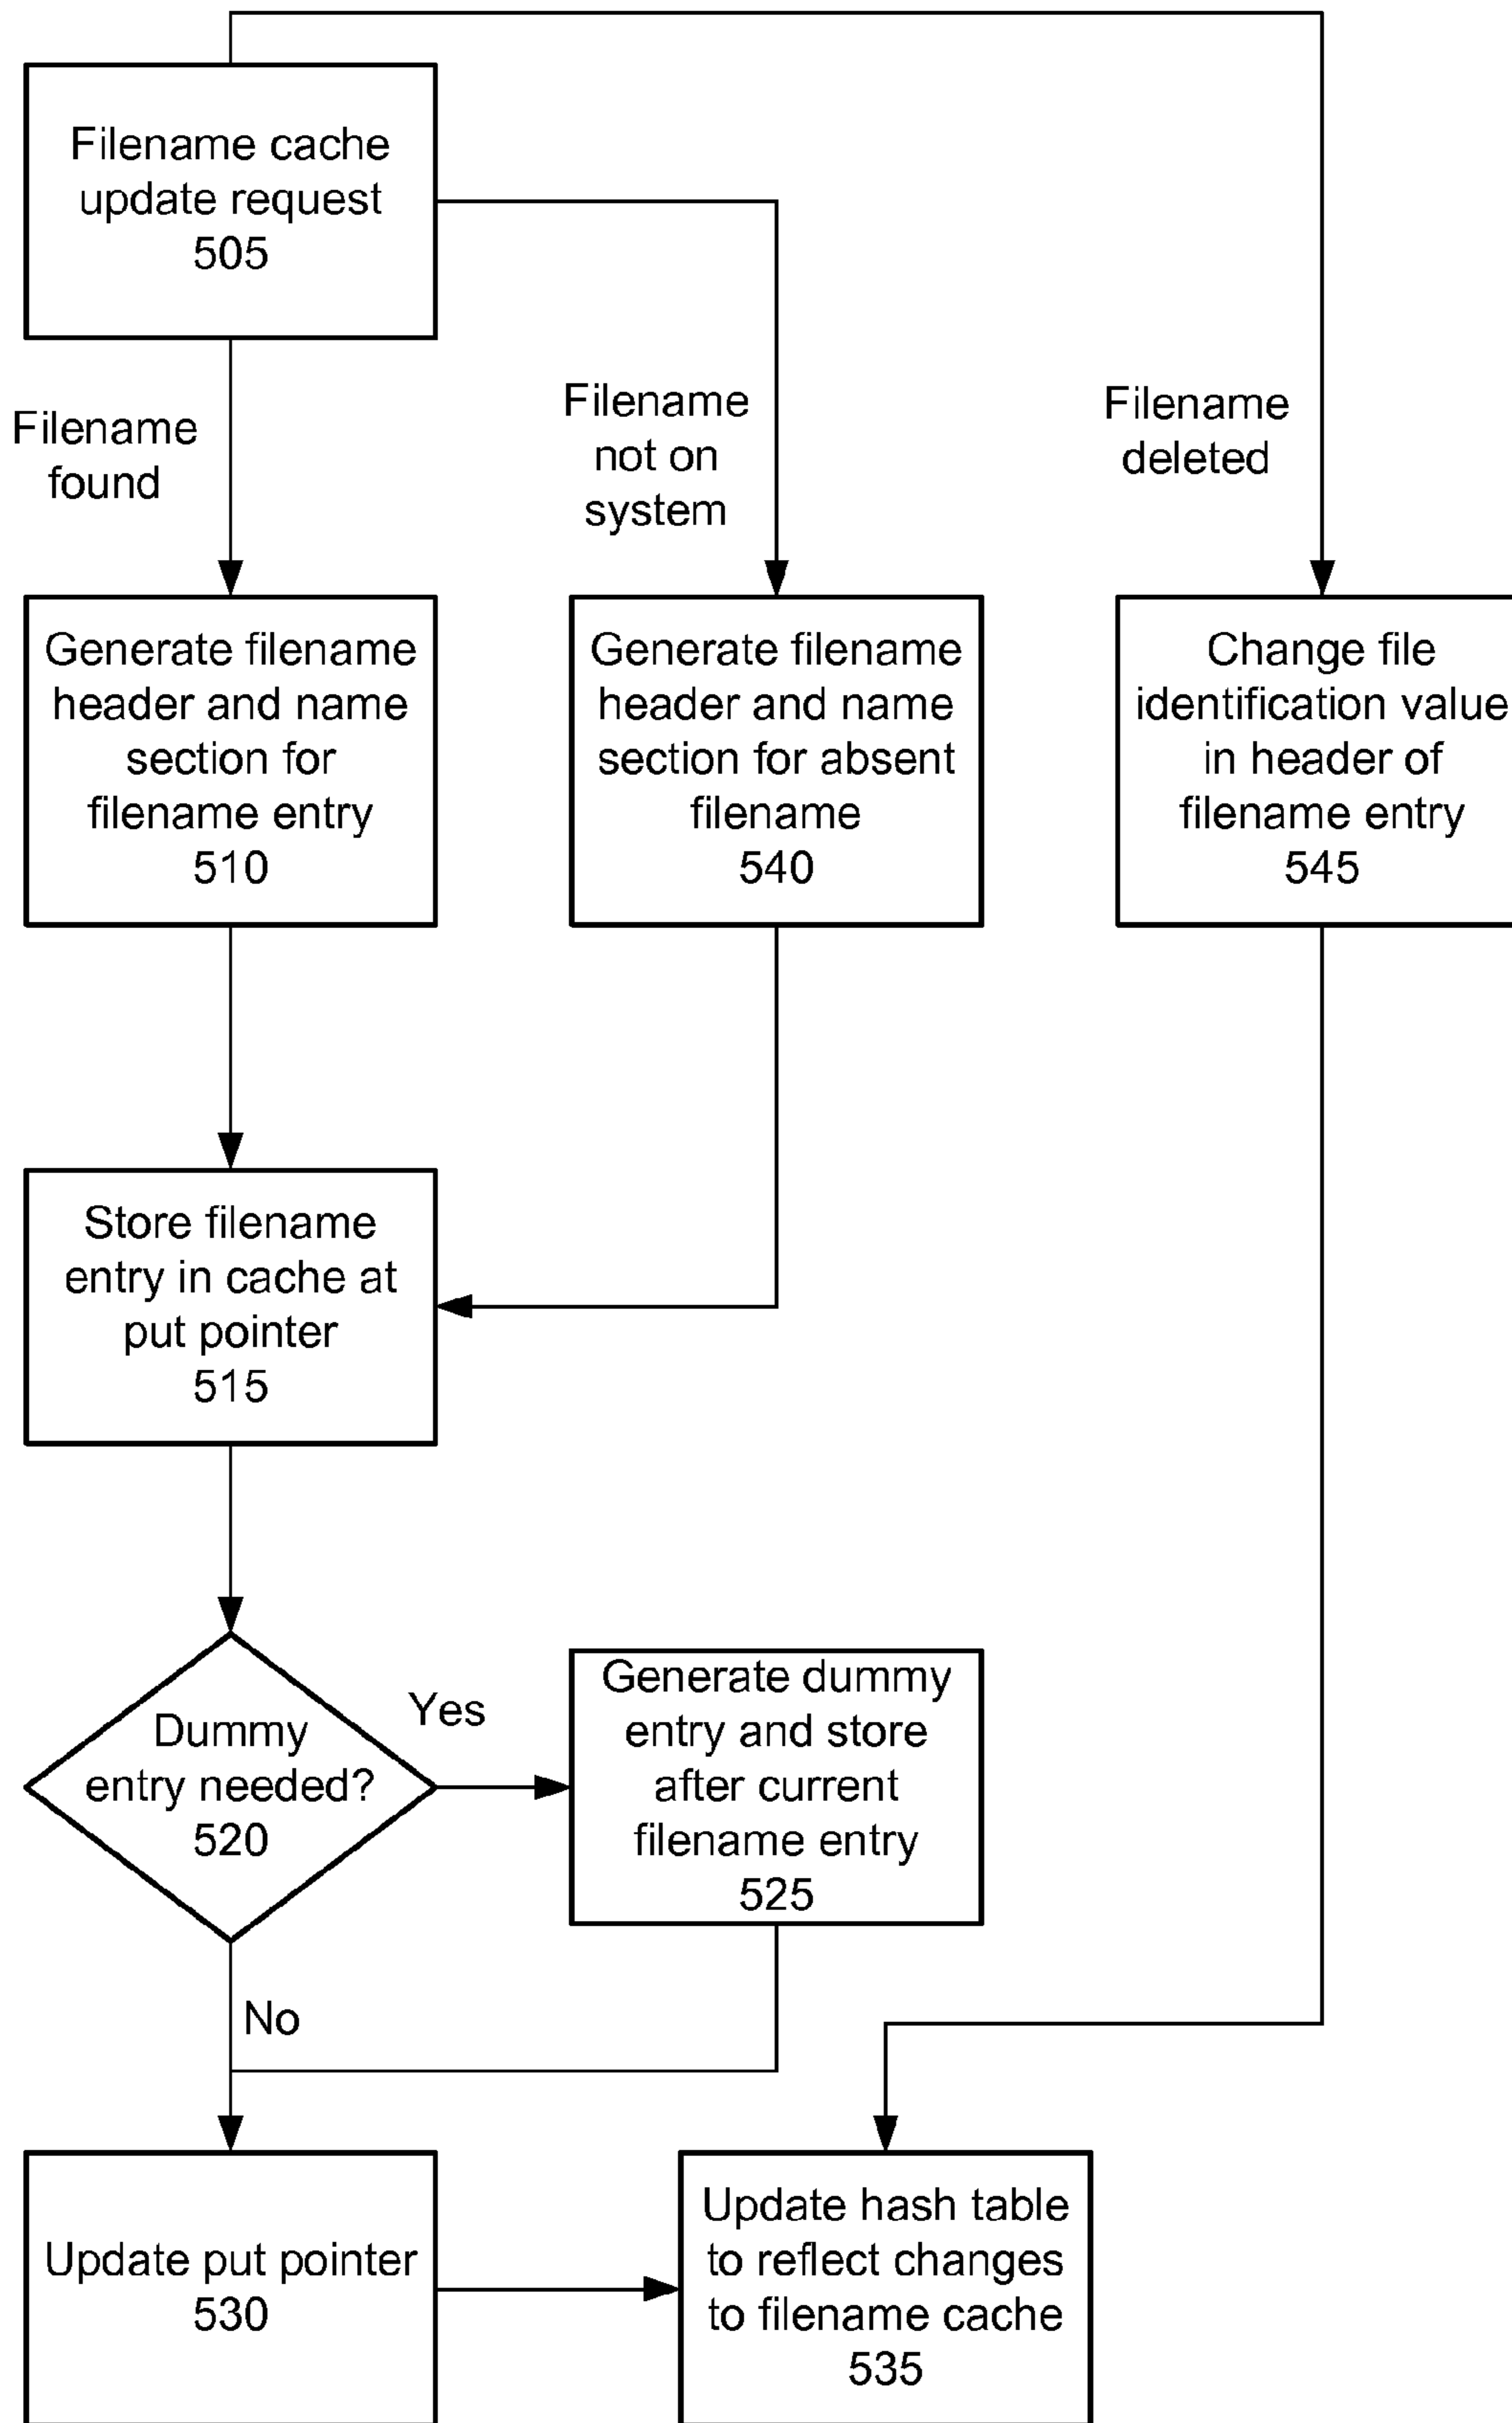 Filename cache
update request
505
Filename
found
Filename
not on
system
Filename
deleted
Generate filename
header and name
section for
filename entry
510
Generate filename
header and name
section for absent
filename
540
Change file
identification value
in header of
filename entry
545
Store filename
entry in cache at
put pointer
515
Dummy
entry needed?
520
Yes
Generate dummy
entry and store
after current
filename entry
525
No
Update put pointer
530
Update hash table
to reflect changes
to filename cache
535